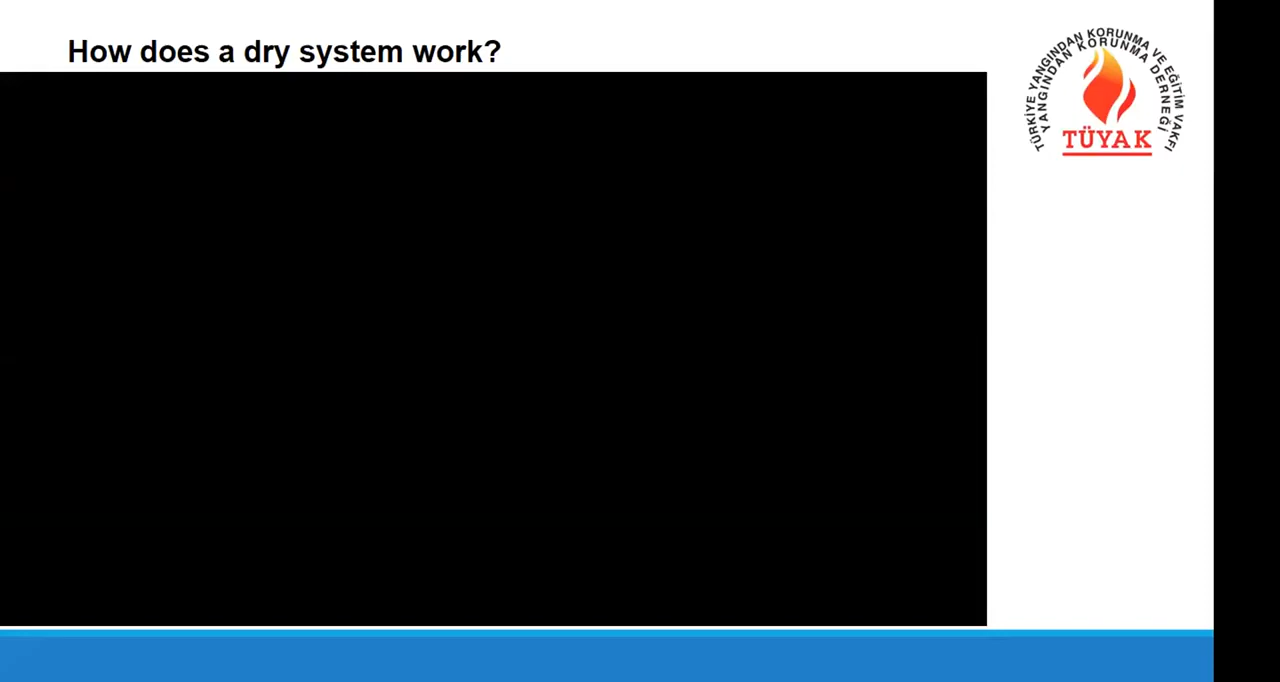 How does a dry system work?
TÜRKİYE YANGINDAN KORUNMA VE EĞİTİM VAKFI
YANGINDAN KORUNMA DERNEĞİ
TÜYAK